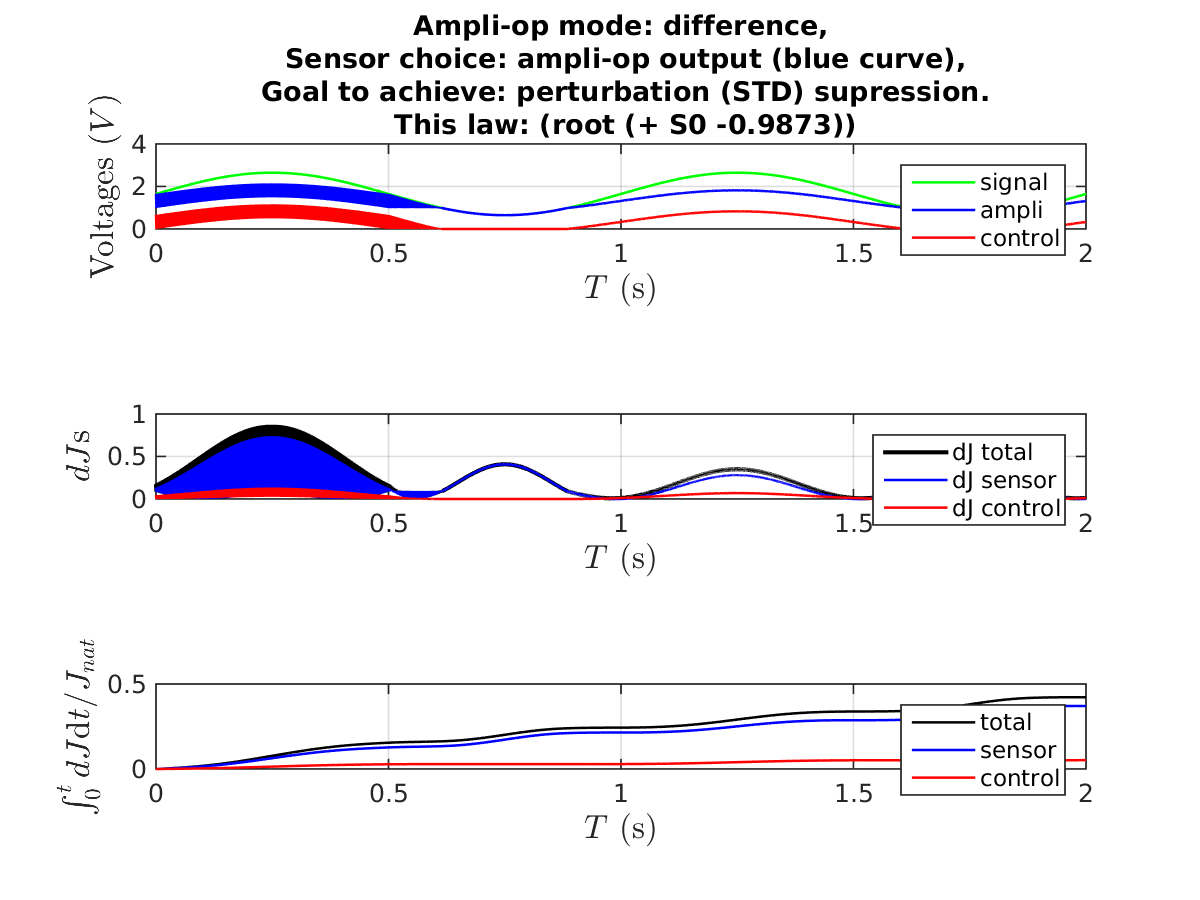 Ampli-op mode: difference,
Sensor choice: ampli-op output (blue curve),
Goal to achieve: perturbation (STD) supression.
This law: (root (+ S0 -0.9873))
Voltages (V)
4
2
0
signal
ampli
control
0 0.5 1 1.5 2
T (s)
dJs
1
0.5
0
dJ total
dJ sensor
dJ control
0 0.5 1 1.5 2
T (s)
∫₀ᵗ dJdt/J_nat
0.5
0
total
sensor
control
0 0.5 1 1.5 2
T (s)